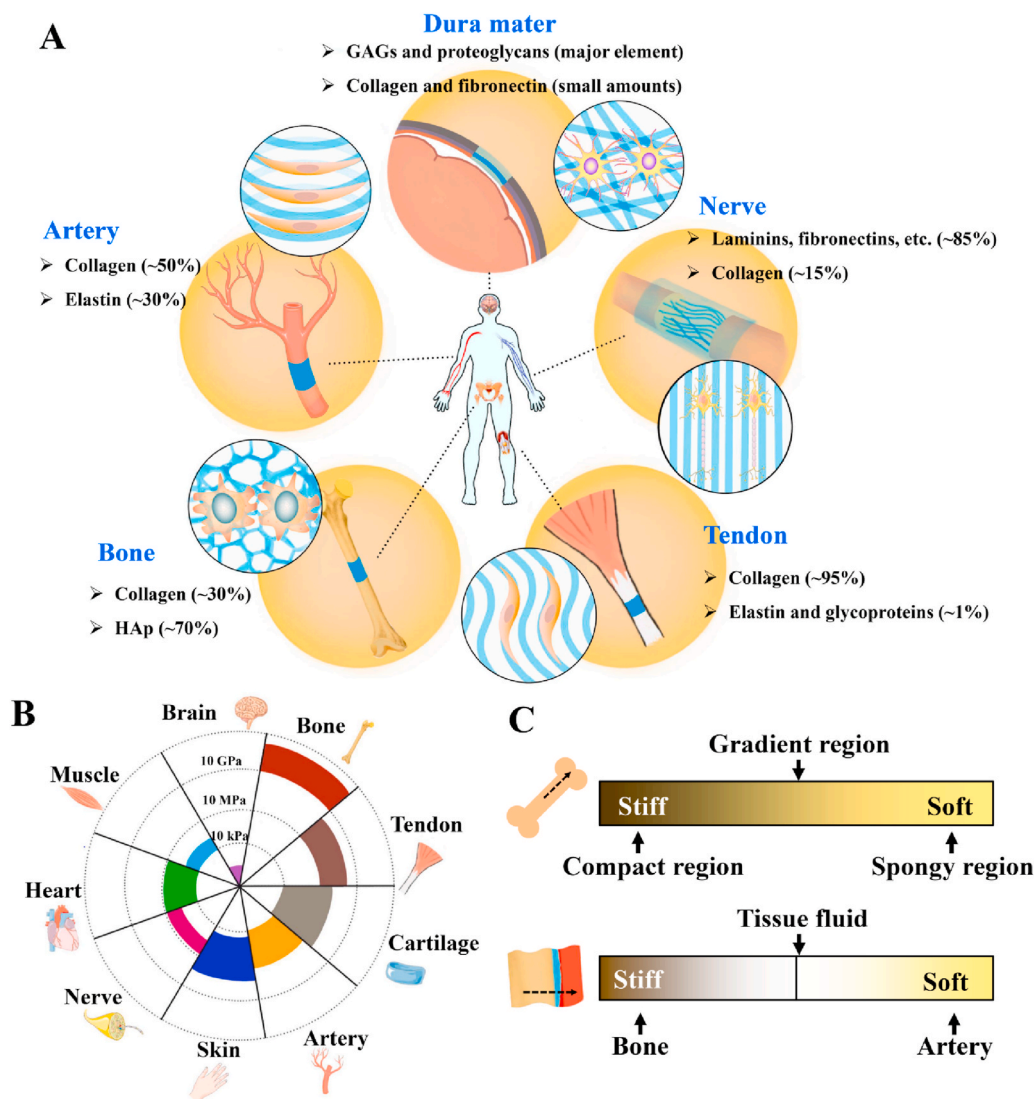 A
Dura mater
➢ GAGs and proteoglycans (major element)
➢ Collagen and fibronectin (small amounts)
Artery
➢ Collagen (~50%)
➢ Elastin (~30%)
Nerve
➢ Laminins, fibronectins, etc. (~85%)
➢ Collagen (~15%)
Bone
➢ Collagen (~30%)
➢ HAp (~70%)
Tendon
➢ Collagen (~95%)
➢ Elastin and glycoproteins (~1%)
B
Brain
Bone
Muscle
10 GPa
10 MPa
10 kPa
Tendon
Heart
Cartilage
Nerve
Skin
Artery
C
Gradient region
Stiff
Soft
Compact region
Spongy region
Tissue fluid
Stiff
Soft
Bone
Artery